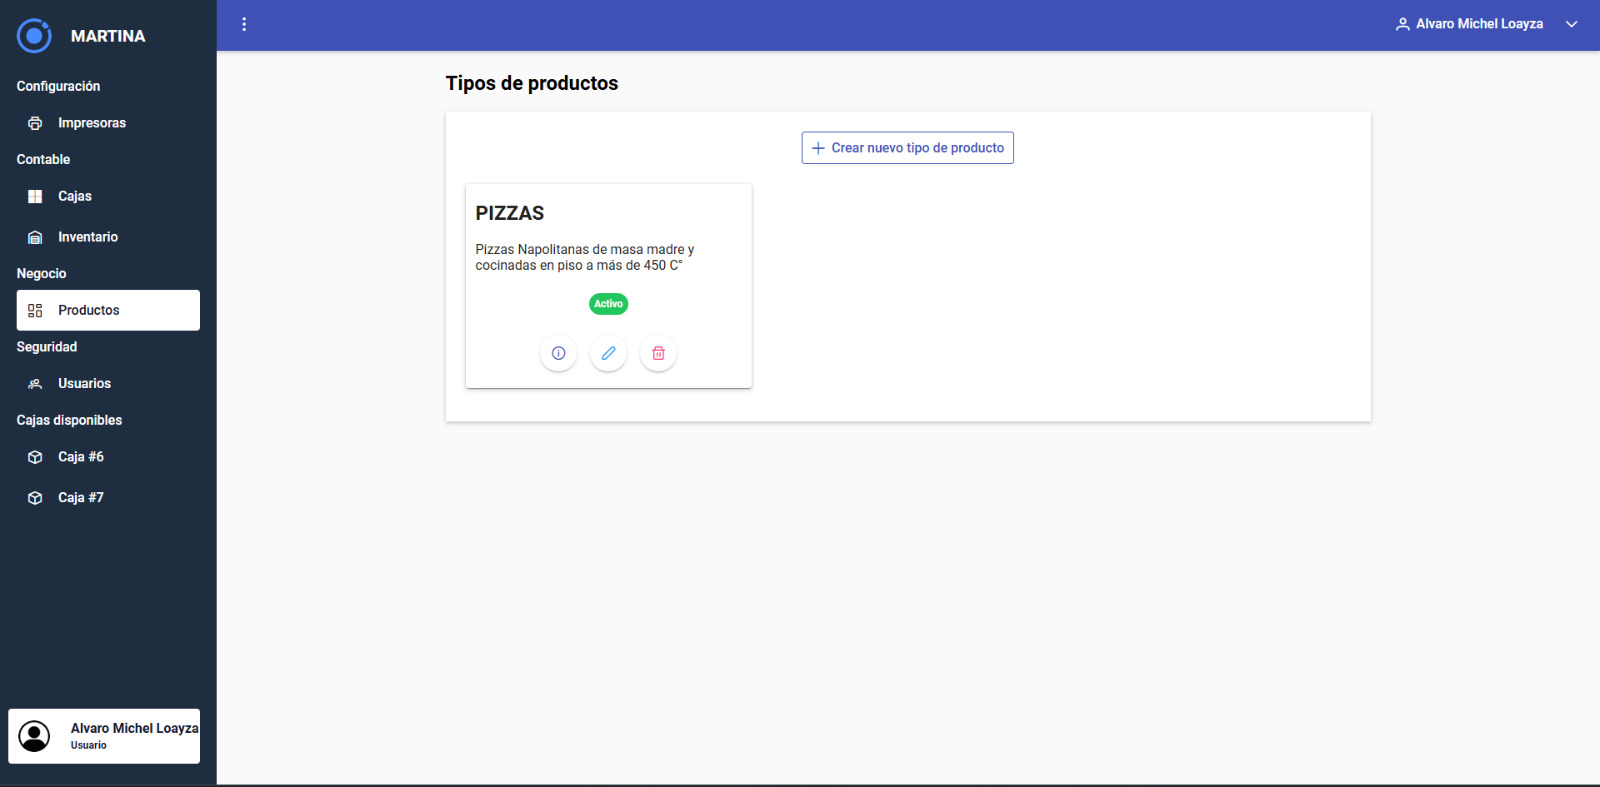 MARTINA
Configuración
Impresoras
Contable
Cajas
Inventario
Negocio
Productos
Seguridad
Usuarios
Cajas disponibles
Caja #6
Caja #7
Alvaro Michel Loayza
Usuario
Alvaro Michel Loayza
Tipos de productos
Crear nuevo tipo de producto
PIZZAS
Pizzas Napolitanas de masa madre y
cocinadas en piso a más de 450 C°
Activo